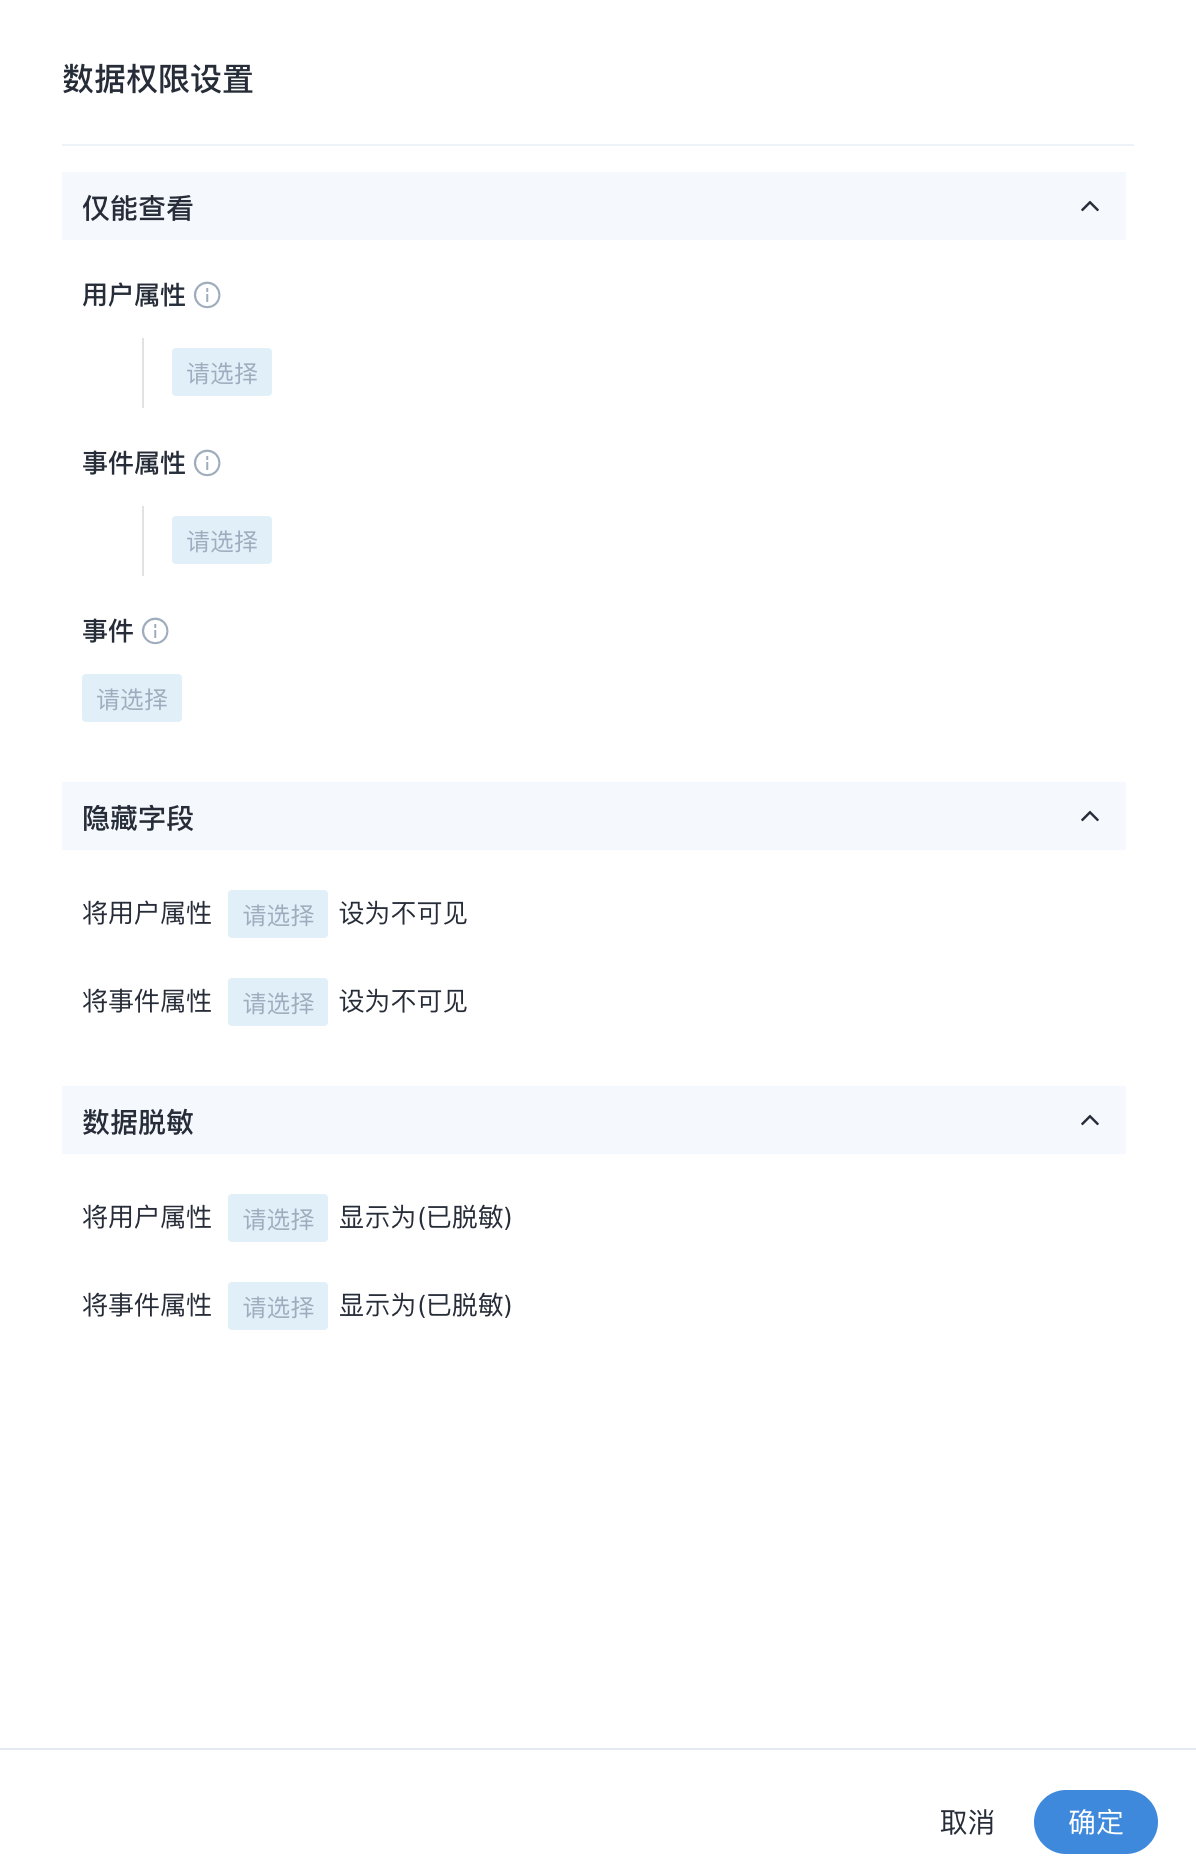 数据权限设置
仅能查看
用户属性
请选择
事件属性
请选择
事件
请选择
隐藏字段
将用户属性 请选择 设为不可见
将事件属性 请选择 设为不可见
数据脱敏
将用户属性 请选择 显示为(已脱敏)
将事件属性 请选择 显示为(已脱敏)
取消 确定